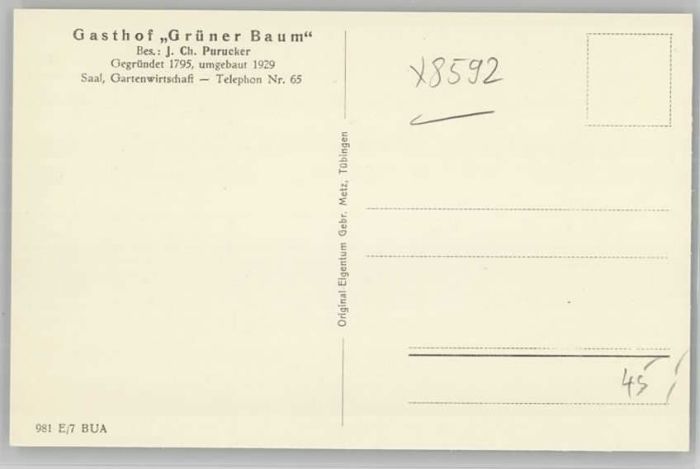 Gasthof „Grüner Baum“
Bes.: J. Ch. Purucker
Gegründet 1795, umgebaut 1929
Saal, Gartenwirtschaft — Telephon Nr. 65
981 E/7 BUA
Original Eigentum Gebr. Metz, Tübingen
X8592
45